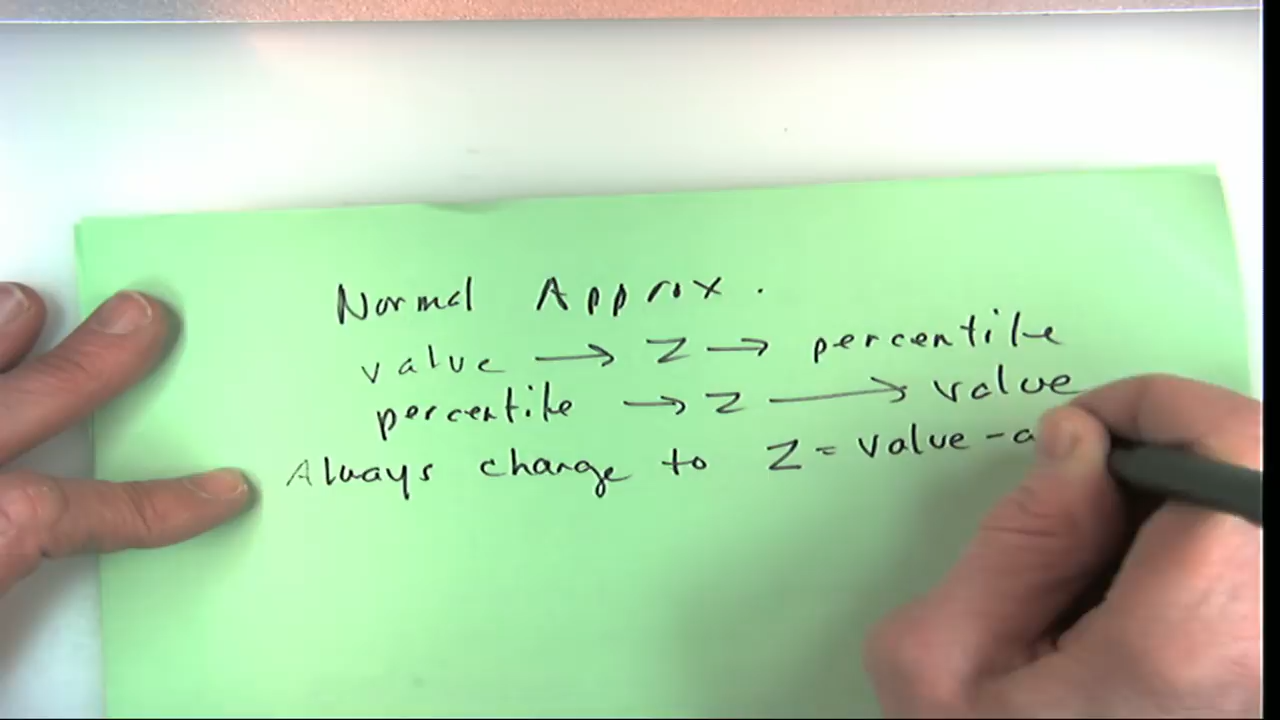 Normal Approx.
value → Z → percentile
percentile → Z → value
Always change to Z = value - a